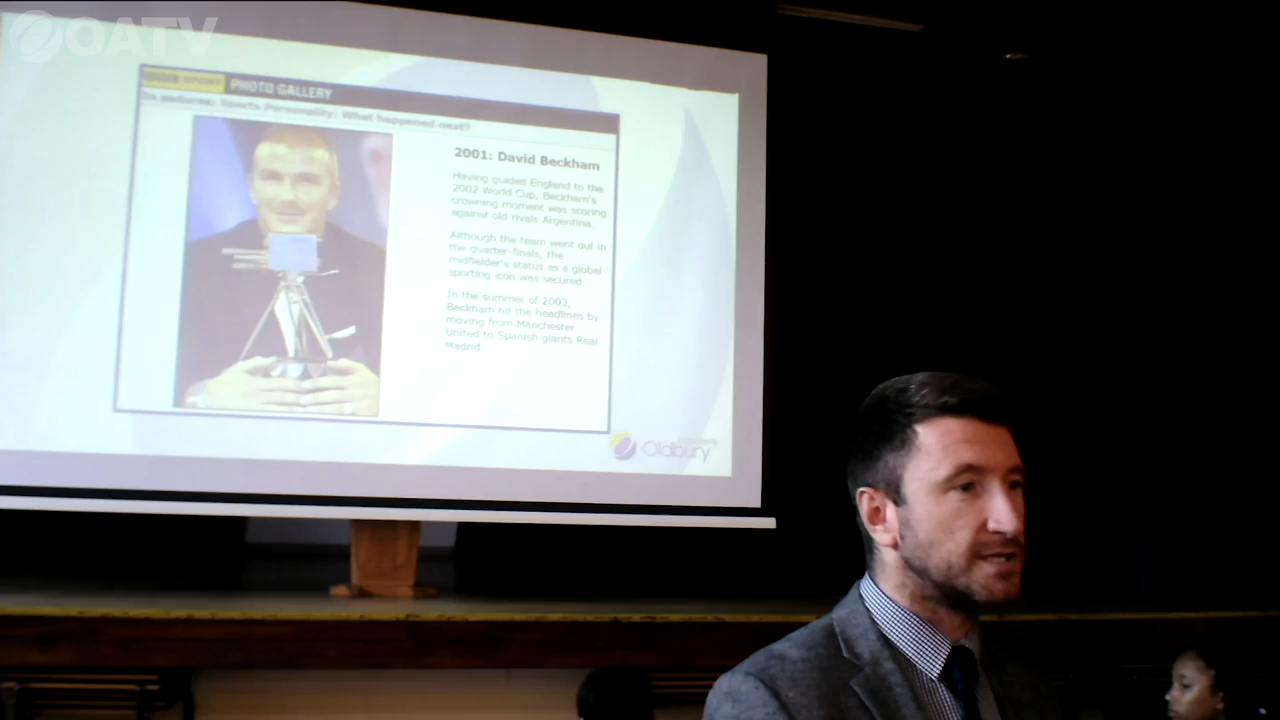 OATV
PHOTO GALLERY
In pictures: Sports Personality: What happened next?
2001: David Beckham
Having guided England to the
2002 World Cup, Beckham's
crowning moment was scoring
against old rivals Argentina.
Although the team went out in
the quarter-finals, the
midfielder's status as a global
sporting icon was secured
In the summer of 2003,
Beckham hit the headlines by
moving from Manchester
United to Spanish giants Real
Madrid.
Oldbury